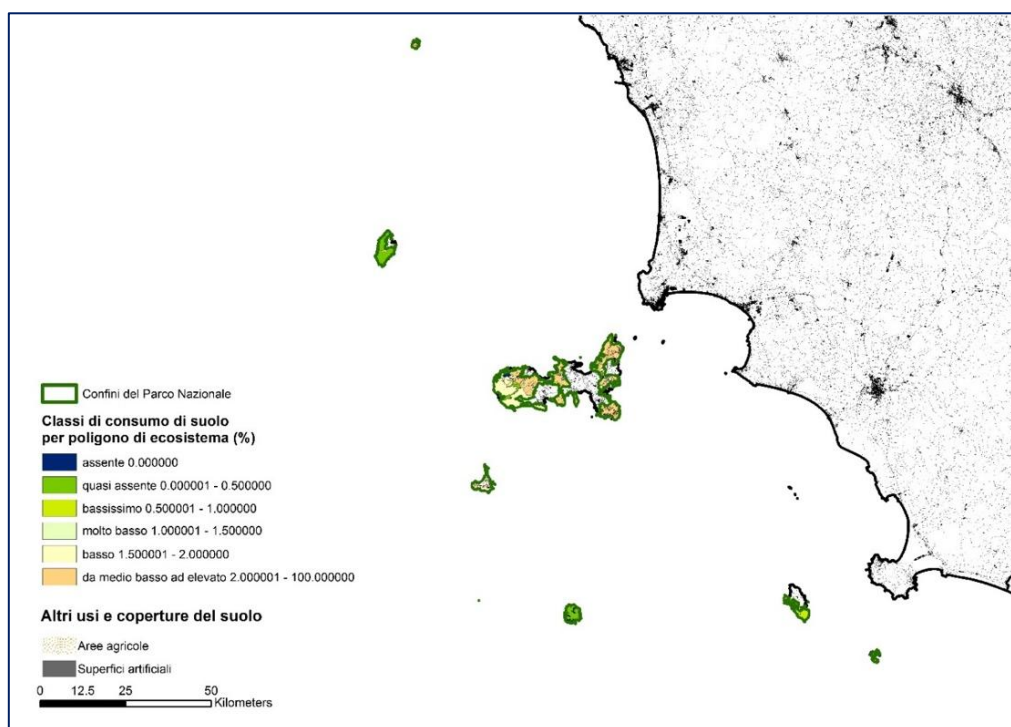 Confini del Parco Nazionale
Classi di consumo di suolo
per poligono di ecosistema (%)
assente 0.000000
quasi assente 0.000001 - 0.500000
bassissimo 0.500001 - 1.000000
molto basso 1.000001 - 1.500000
basso 1.500001 - 2.000000
da medio basso ad elevato 2.000001 - 100.000000
Altri usi e coperture del suolo
Aree agricole
Superfici artificiali
0 12.5 25 50
Kilometers